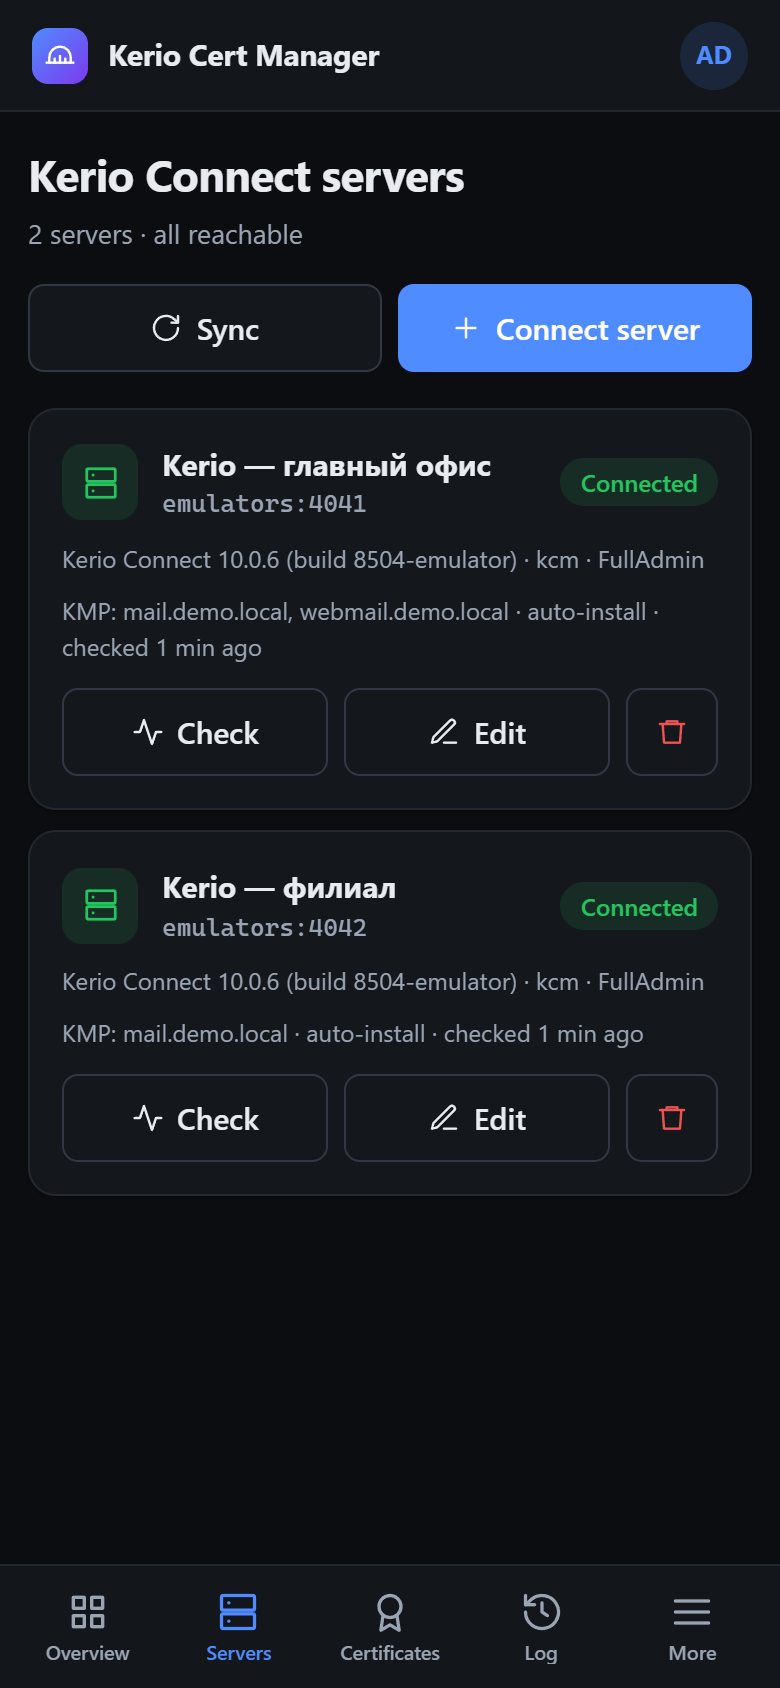 Kerio Cert Manager
AD
Kerio Connect servers
2 servers · all reachable
Sync
Connect server
Kerio — главный офис
Connected
emulators:4041
Kerio Connect 10.0.6 (build 8504-emulator) · kcm · FullAdmin
KMP: mail.demo.local, webmail.demo.local · auto-install ·
checked 1 min ago
Check
Edit
Kerio — филиал
Connected
emulators:4042
Kerio Connect 10.0.6 (build 8504-emulator) · kcm · FullAdmin
KMP: mail.demo.local · auto-install · checked 1 min ago
Check
Edit
Overview
Servers
Certificates
Log
More